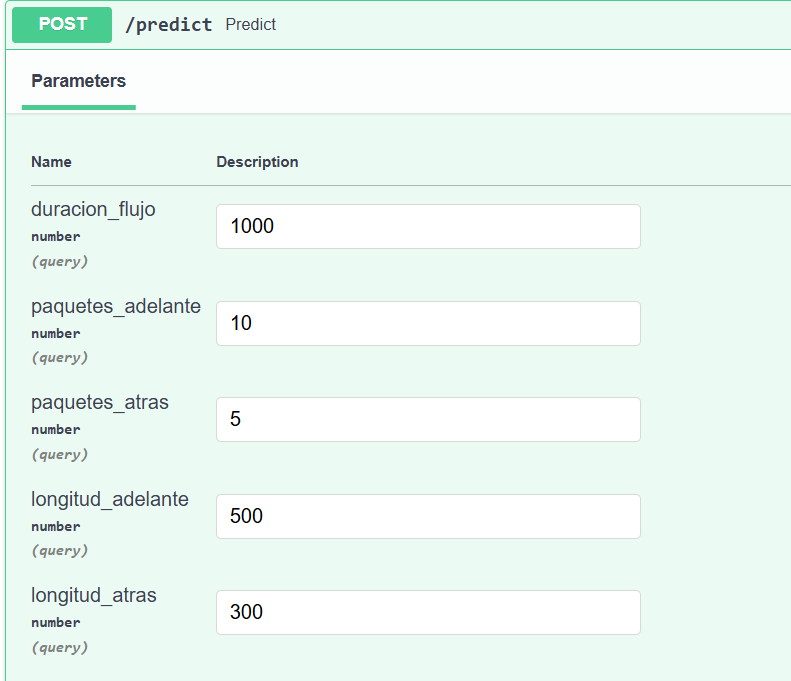 POST /predict Predict
Parameters
Name Description
duracion_flujo
number
(query)
1000
paquetes_adelante
number
(query)
10
paquetes_atras
number
(query)
5
longitud_adelante
number
(query)
500
longitud_atras
number
(query)
300